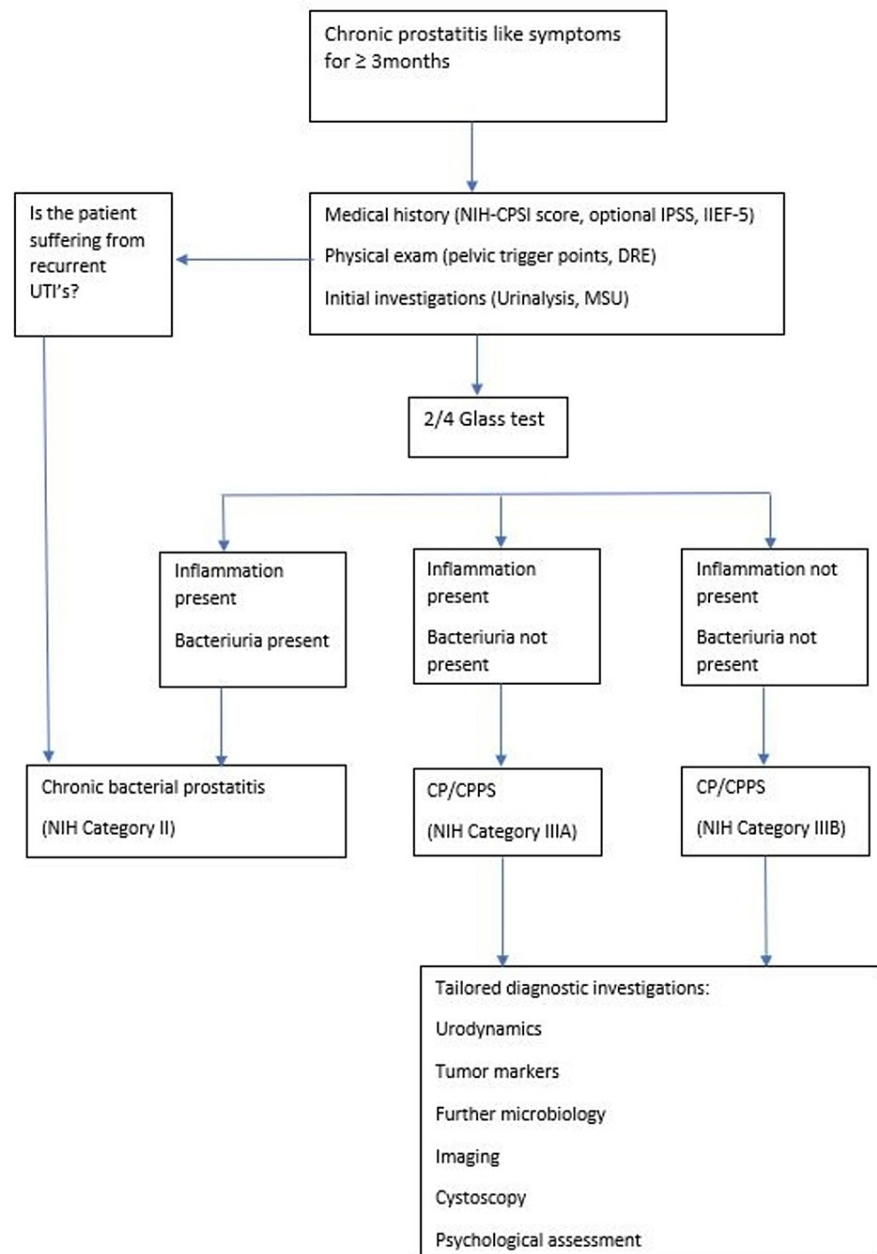 Chronic prostatitis like symptoms
for ≥ 3months
Is the patient
suffering from
recurrent
UTI's?
Medical history (NIH-CPSI score, optional IPSS, IIEF-5)
Physical exam (pelvic trigger points, DRE)
Initial investigations (Urinalysis, MSU)
2/4 Glass test
Inflammation
present
Bacteriuria present
Inflammation
present
Bacteriuria not
present
Inflammation not
present
Bacteriuria not
present
Chronic bacterial prostatitis
(NIH Category II)
CP/CPPS
(NIH Category IIIA)
CP/CPPS
(NIH Category IIIB)
Tailored diagnostic investigations:
Urodynamics
Tumor markers
Further microbiology
Imaging
Cystoscopy
Psychological assessment